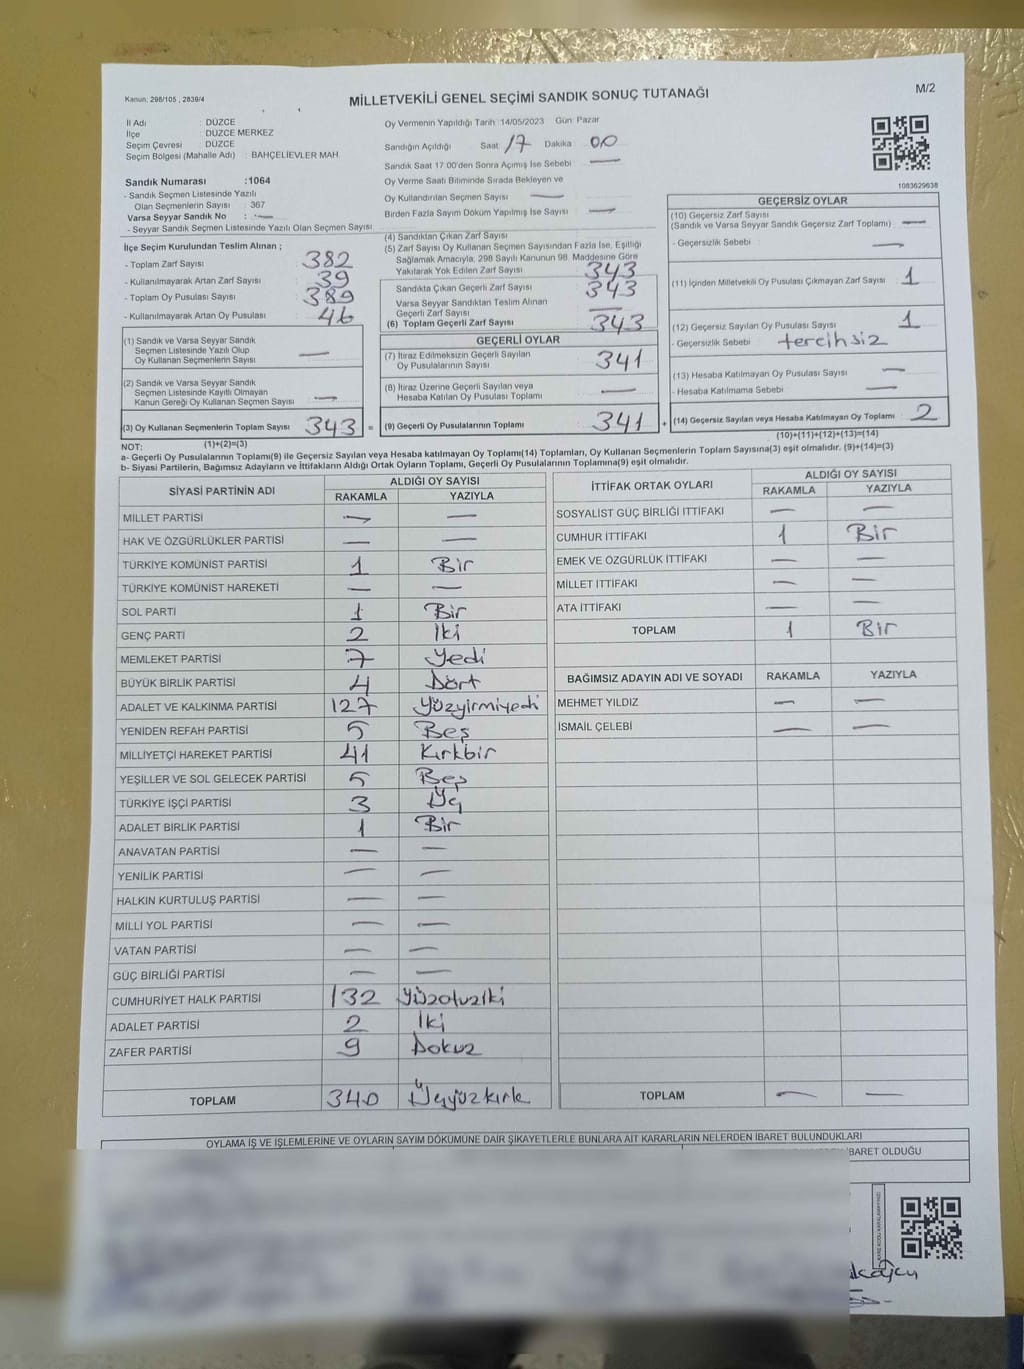 Kanun: 298/105 , 2839/4
MİLLETVEKİLİ GENEL SEÇİMİ SANDIK SONUÇ TUTANAĞI
M/2
İl Adı : DÜZCE
İlçe : DÜZCE MERKEZ
Seçim Çevresi : DÜZCE
Seçim Bölgesi (Mahalle Adı) : BAHÇELİEVLER MAH
Sandık Numarası :1064
- Sandık Seçmen Listesinde Yazılı
Olan Seçmenlerin Sayısı : 367
Varsa Seyyar Sandık No : —
- Seyyar Sandık Seçmen Listesinde Yazılı Olan Seçmen Sayısı
Oy Vermenin Yapıldığı Tarih :14/05/2023 Gün: Pazar
Sandığın Açıldığı Saat 17 Dakika 00
Sandık Saat 17:00'den Sonra Açımış İse Sebebi —
Oy Verme Saati Bitiminde Sırada Bekleyen ve
Oy Kullandırılan Seçmen Sayısı —
Birden Fazla Sayım Döküm Yapılmış İse Sayısı —
1083629638
İlçe Seçim Kurulundan Teslim Alınan ;
- Toplam Zarf Sayısı 382
- Kullanılmayarak Artan Zarf Sayısı 39
- Toplam Oy Pusulası Sayısı 389
- Kullanılmayarak Artan Oy Pusulası 46
(1) Sandık ve Varsa Seyyar Sandık
Seçmen Listesinde Yazılı Olup
Oy Kullanan Seçmenlerin Sayısı —
(2) Sandık ve Varsa Seyyar Sandık
Seçmen Listesinde Kayıtlı Olmayan
Kanun Gereği Oy Kullanan Seçmen Sayısı —
(3) Oy Kullanan Seçmenlerin Toplam Sayısı 343 =
(4) Sandıktan Çıkan Zarf Sayısı
(5) Zarf Sayısı Oy Kullanan Seçmen Sayısından Fazla İse, Eşitliği
Sağlamak Amacıyla, 298 Sayılı Kanunun 98. Maddesine Göre
Yakılarak Yok Edilen Zarf Sayısı 343
Sandıkta Çıkan Geçerli Zarf Sayısı 343
Varsa Seyyar Sandıktan Teslim Alınan
Geçerli Zarf Sayısı —
(6) Toplam Geçerli Zarf Sayısı 343
GEÇERLİ OYLAR
(7) İtiraz Edilmeksizin Geçerli Sayılan
Oy Pusulalarının Sayısı 341
(8) İtiraz Üzerine Geçerli Sayılan veya
Hesaba Katılan Oy Pusulası Toplamı —
(9) Geçerli Oy Pusulalarının Toplamı 341 +
GEÇERSİZ OYLAR
(10) Geçersiz Zarf Sayısı
(Sandık ve Varsa Seyyar Sandık Geçersiz Zarf Toplamı) —
- Geçersizlik Sebebi —
(11) İçinden Milletvekili Oy Pusulası Çıkmayan Zarf Sayısı 1
(12) Geçersiz Sayılan Oy Pusulası Sayısı 1
- Geçersizlik Sebebi tercihsiz
(13) Hesaba Katılmayan Oy Pusulası Sayısı —
- Hesaba Katılmama Sebebi —
(14) Geçersiz Sayılan veya Hesaba Katılmayan Oy Toplamı 2
NOT: (1)+(2)=(3)
(10)+(11)+(12)+(13)=(14)
a- Geçerli Oy Pusulalarının Toplamı(9) ile Geçersiz Sayılan veya Hesaba katılmayan Oy Toplamı(14) Toplamları, Oy Kullanan Seçmenlerin Toplam Sayısına(3) eşit olmalıdır. (9)+(14)=(3)
b- Siyasi Partilerin, Bağımsız Adayların ve İttifakların Aldığı Ortak Oyların Toplamı, Geçerli Oy Pusulalarının Toplamına(9) eşit olmalıdır.
SİYASİ PARTİNİN ADI ALDIĞI OY SAYISI
RAKAMLA YAZIYLA
MİLLET PARTİSİ — —
HAK VE ÖZGÜRLÜKLER PARTİSİ — —
TÜRKİYE KOMÜNİST PARTİSİ 1 Bir
TÜRKİYE KOMÜNİST HAREKETİ — —
SOL PARTİ 1 Bir
GENÇ PARTİ 2 İki
MEMLEKET PARTİSİ 7 Yedi
BÜYÜK BİRLİK PARTİSİ 4 Dört
ADALET VE KALKINMA PARTİSİ 127 Yüzyirmiyedi
YENİDEN REFAH PARTİSİ 5 Beş
MİLLİYETÇİ HAREKET PARTİSİ 41 Kırkbir
YEŞİLLER VE SOL GELECEK PARTİSİ 5 Beş
TÜRKİYE İŞÇİ PARTİSİ 3 Üç
ADALET BİRLİK PARTİSİ 1 Bir
ANAVATAN PARTİSİ — —
YENİLİK PARTİSİ — —
HALKIN KURTULUŞ PARTİSİ — —
MİLLİ YOL PARTİSİ — —
VATAN PARTİSİ — —
GÜÇ BİRLİĞİ PARTİSİ — —
CUMHURİYET HALK PARTİSİ 132 Yüzotuziki
ADALET PARTİSİ 2 İki
ZAFER PARTİSİ 9 Dokuz
TOPLAM 340 Üçyüzkırk
İTTİFAK ORTAK OYLARI ALDIĞI OY SAYISI
RAKAMLA YAZIYLA
SOSYALİST GÜÇ BİRLİĞİ İTTİFAKI — —
CUMHUR İTTİFAKI 1 Bir
EMEK VE ÖZGÜRLÜK İTTİFAKI — —
MİLLET İTTİFAKI — —
ATA İTTİFAKI — —
TOPLAM 1 Bir
BAĞIMSIZ ADAYIN ADI VE SOYADI RAKAMLA YAZIYLA
MEHMET YILDIZ — —
İSMAİL ÇELEBİ — —
TOPLAM — —
OYLAMA İŞ VE İŞLEMLERİNE VE OYLARIN SAYIM DÖKÜMÜNE DAİR ŞİKAYETLERLE BUNLARA AİT KARARLARIN NELERDEN İBARET BULUNDUKLARI
İBARET OLDUĞU